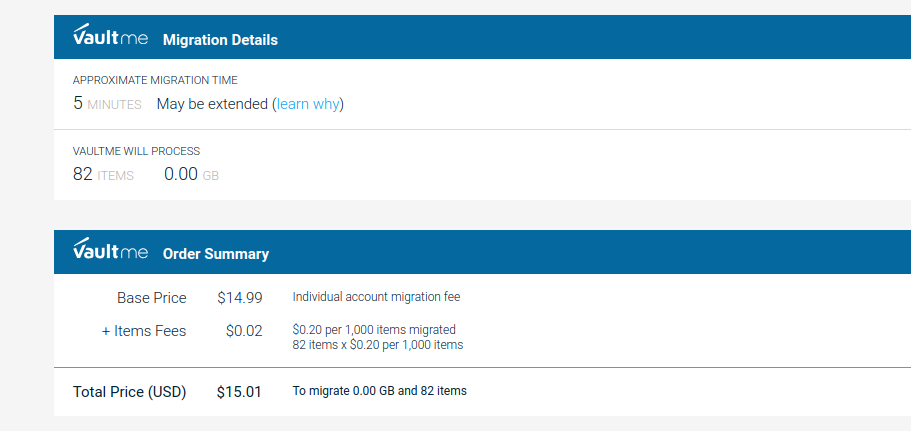 Vaultme Migration Details
APPROXIMATE MIGRATION TIME
5 MINUTES May be extended (learn why)
VAULTME WILL PROCESS
82 ITEMS 0.00 GB
Vaultme Order Summary
Base Price $14.99 Individual account migration fee
+ Items Fees $0.02 $0.20 per 1,000 items migrated
82 items x $0.20 per 1,000 items
Total Price (USD) $15.01 To migrate 0.00 GB and 82 items